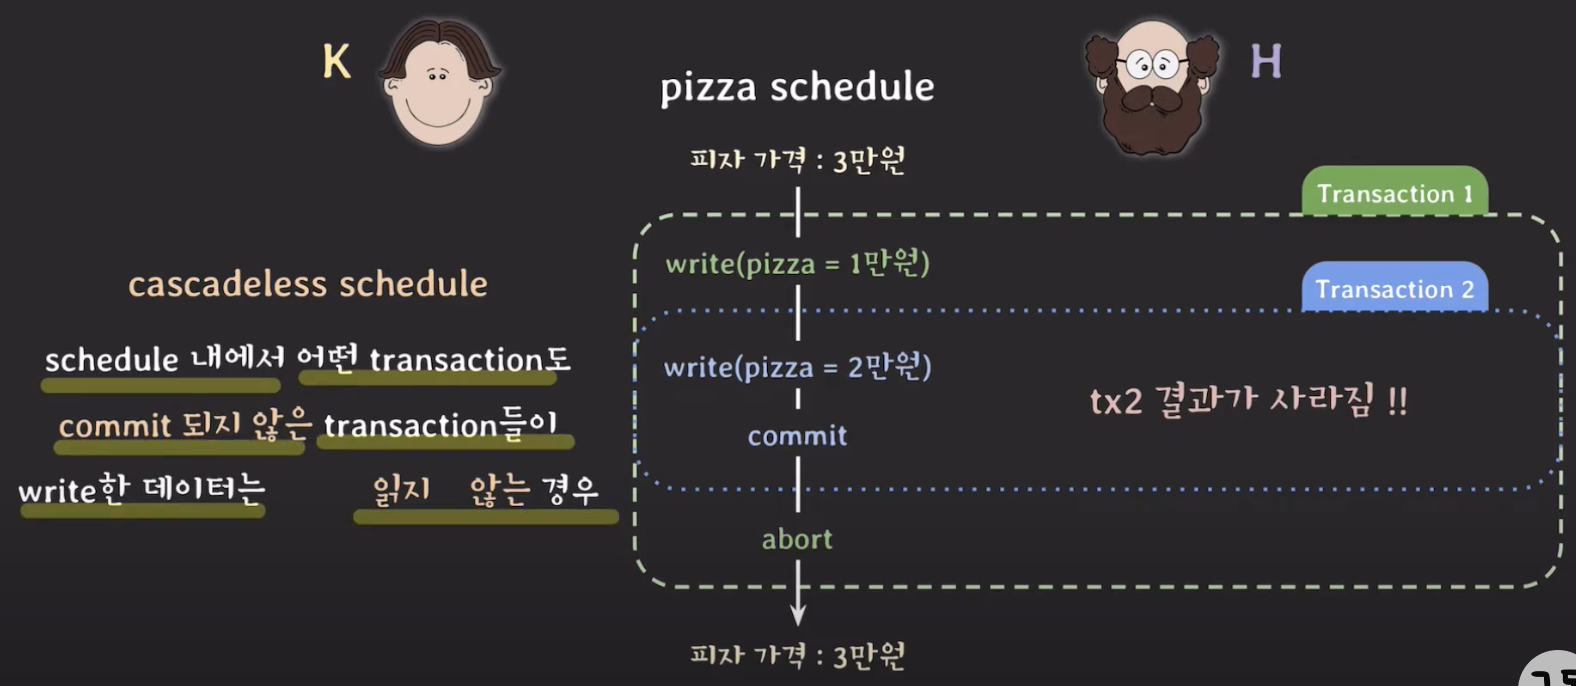 K
H
pizza schedule
피자 가격 : 3만원
Transaction 1
write(pizza = 1만원)
Transaction 2
cascadeless schedule
schedule 내에서 어떤 transaction도
commit 되지 않은 transaction들이
write한 데이터는 읽지 않는 경우
write(pizza = 2만원)
tx2 결과가 사라짐 !!
commit
abort
피자 가격 : 3만원